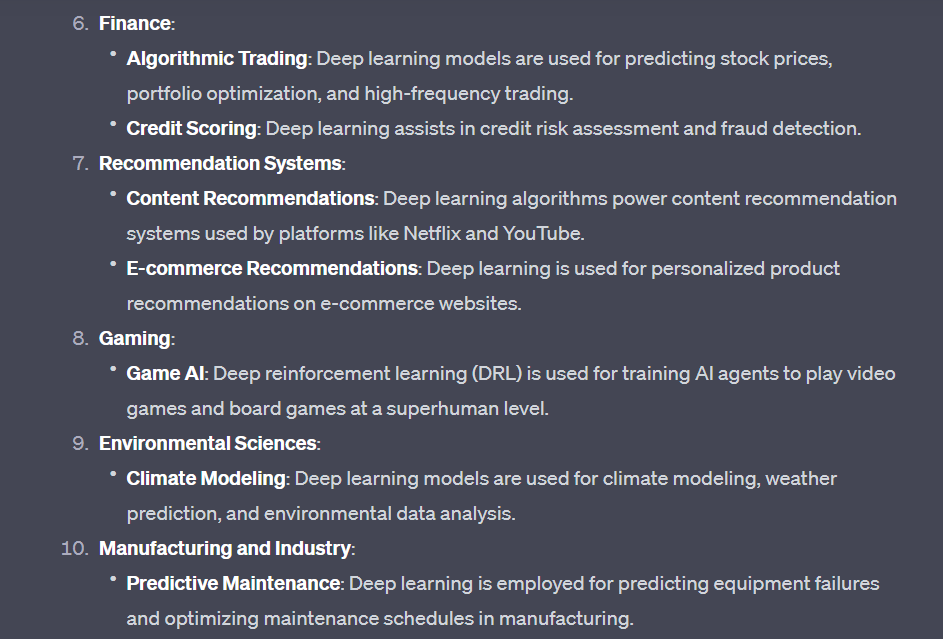 6. Finance:
• Algorithmic Trading: Deep learning models are used for predicting stock prices,
portfolio optimization, and high-frequency trading.
• Credit Scoring: Deep learning assists in credit risk assessment and fraud detection.
7. Recommendation Systems:
• Content Recommendations: Deep learning algorithms power content recommendation
systems used by platforms like Netflix and YouTube.
• E-commerce Recommendations: Deep learning is used for personalized product
recommendations on e-commerce websites.
8. Gaming:
• Game AI: Deep reinforcement learning (DRL) is used for training AI agents to play video
games and board games at a superhuman level.
9. Environmental Sciences:
• Climate Modeling: Deep learning models are used for climate modeling, weather
prediction, and environmental data analysis.
10. Manufacturing and Industry:
• Predictive Maintenance: Deep learning is employed for predicting equipment failures
and optimizing maintenance schedules in manufacturing.